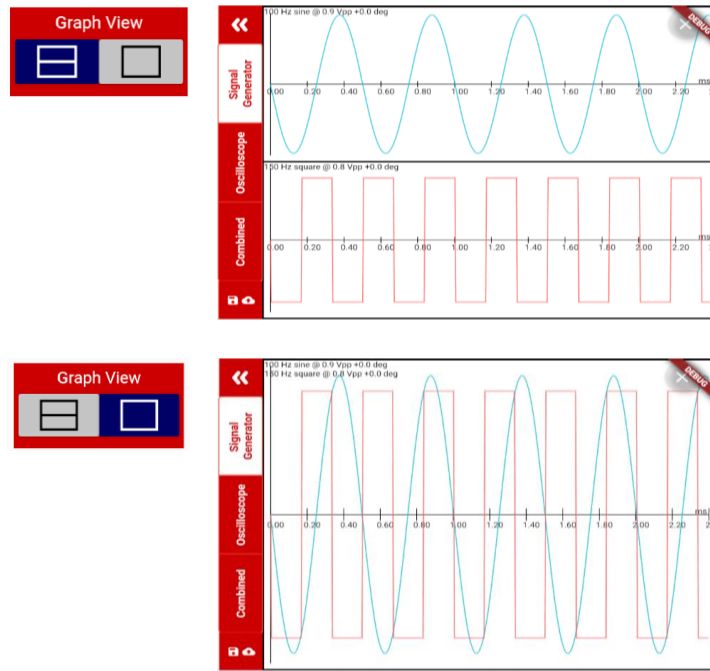 Graph View
100 Hz sine @ 0.9 Vpp +0.0 deg
DEBUG
Signal
Generator
Oscilloscope
Combined
ms
0.00 0.20 0.40 0.60 0.80 1.00 1.20 1.40 1.60 1.80 2.00 2.20
150 Hz square @ 0.8 Vpp +0.0 deg
ms
0.00 0.20 0.40 0.60 0.80 1.00 1.20 1.40 1.60 1.80 2.00 2.20
Graph View
100 Hz sine @ 0.9 Vpp +0.0 deg
150 Hz square @ 0.8 Vpp +0.0 deg
DEBUG
Signal
Generator
Oscilloscope
Combined
ms
0.00 0.20 0.40 0.60 0.80 1.00 1.20 1.40 1.60 1.80 2.00 2.20